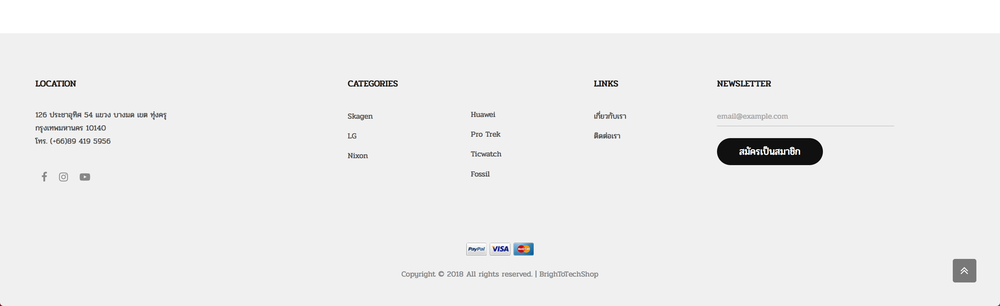 LOCATION
126 ประชาอุทิศ 54 แขวง บางมด เขต ทุ่งครุ
กรุงเทพมหานคร 10140
โทร. (+66)89 419 5956
CATEGORIES
Skagen
LG
Nixon
Huawei
Pro Trek
Ticwatch
Fossil
LINKS
เกี่ยวกับเรา
ติดต่อเรา
NEWSLETTER
email@example.com
สมัครเป็นสมาชิก
PayPal VISA MasterCard
Copyright © 2018 All rights reserved. | BrighToTechShop